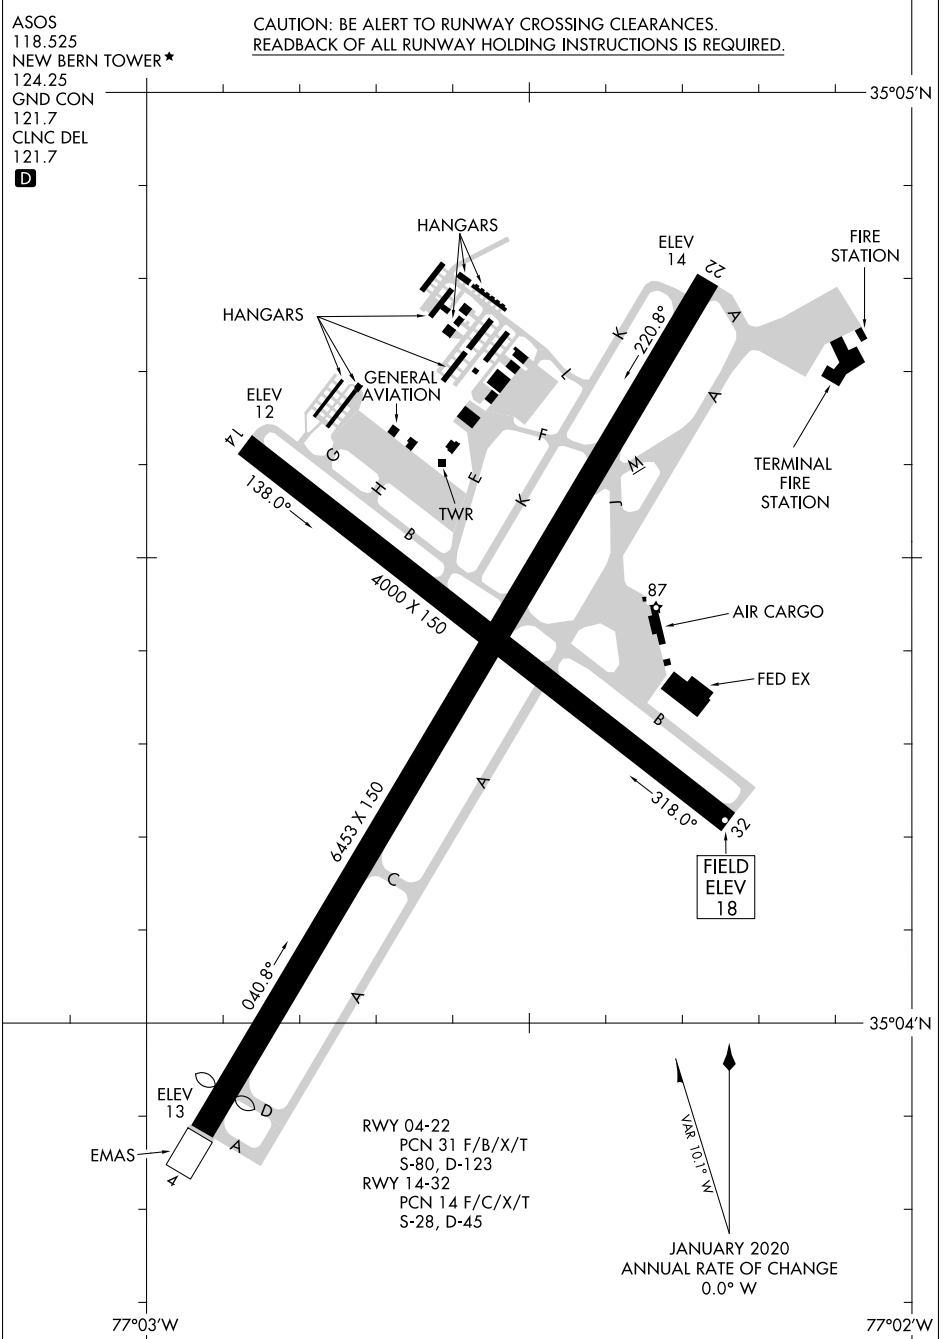 ASOS
118.525
NEW BERN TOWER★
124.25
GND CON
121.7
CLNC DEL
121.7
D
CAUTION: BE ALERT TO RUNWAY CROSSING CLEARANCES.
READBACK OF ALL RUNWAY HOLDING INSTRUCTIONS IS REQUIRED.
35°05'N
HANGARS
ELEV
14
22
FIRE
STATION
HANGARS
A
K
220.8°
L
GENERAL
AVIATION
ELEV
12
14
A
F
G
M
TERMINAL
FIRE
STATION
138.0°
H
E
K
J
TWR
B
4000 X 150
87
AIR CARGO
FED EX
B
A
6453 X 150
318.0°
32
FIELD
ELEV
18
C
040.8°
A
35°04'N
ELEV
13
D
A
EMAS
4
RWY 04-22
PCN 31 F/B/X/T
S-80, D-123
RWY 14-32
PCN 14 F/C/X/T
S-28, D-45
VAR 10.1° W
JANUARY 2020
ANNUAL RATE OF CHANGE
0.0° W
77°03'W
77°02'W